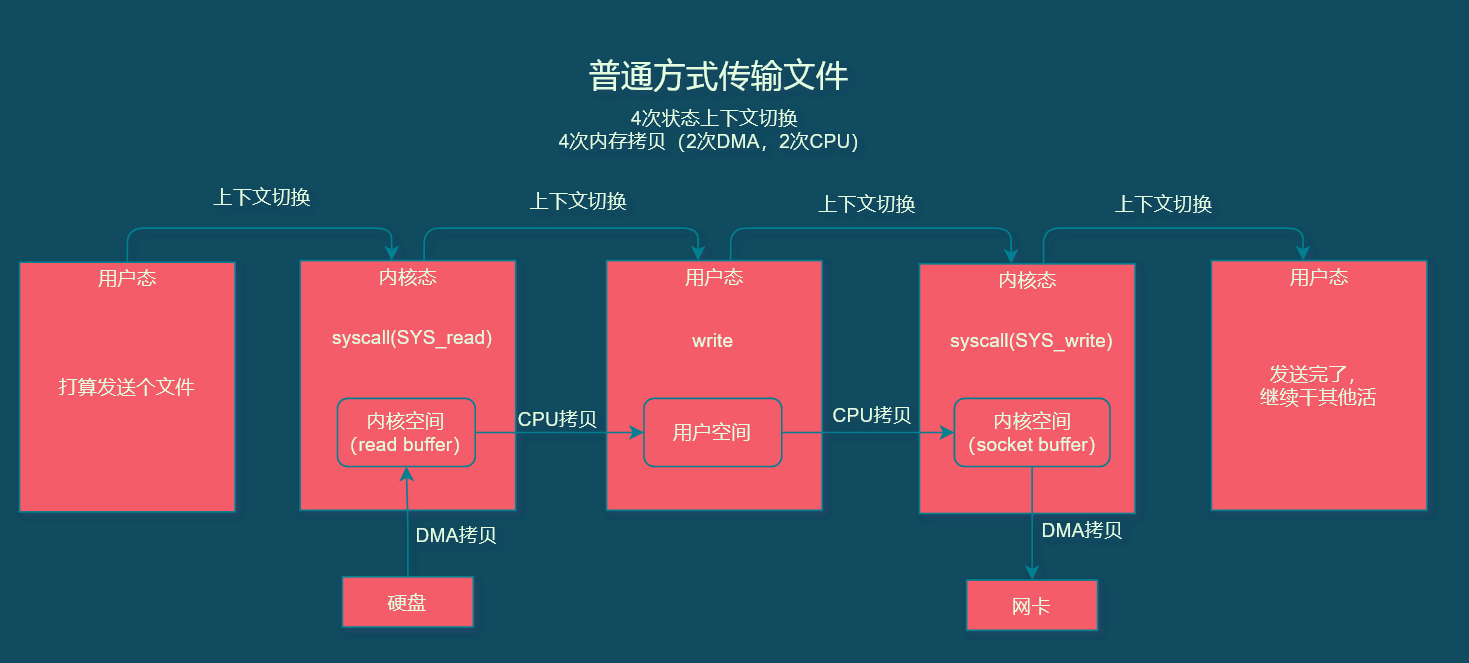 普通方式传输文件
4次状态上下文切换
4次内存拷贝（2次DMA，2次CPU）
上下文切换
上下文切换
上下文切换
上下文切换
用户态
打算发送个文件
内核态
syscall(SYS_read)
内核空间
（read buffer）
CPU拷贝
用户态
write
用户空间
CPU拷贝
内核态
syscall(SYS_write)
内核空间
（socket buffer）
用户态
发送完了，
继续干其他活
DMA拷贝
硬盘
DMA拷贝
网卡